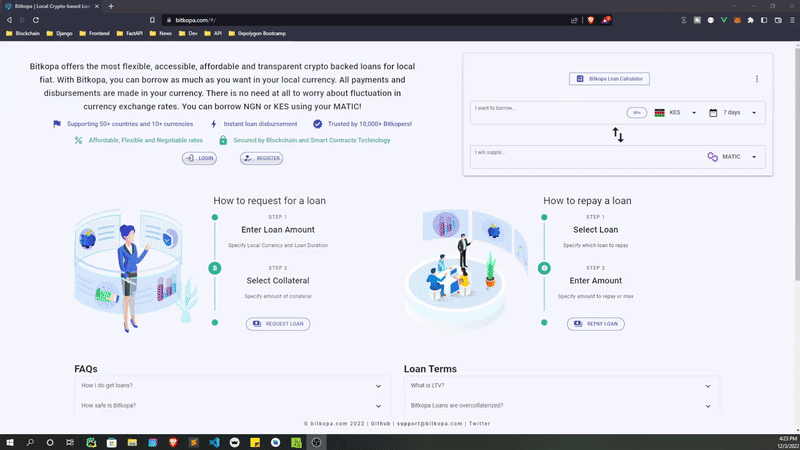 Bitkopa | Local Crypto-based Loan
bitkopa.com/#/
Blockchain Django Frontend FastAPI News Dev API 0xpolygon Bootcamp
Bitkopa offers the most flexible, accessible, affordable and transparent crypto backed loans for local
fiat. With Bitkopa, you can borrow as much as you want in your local currency. All payments and
disbursements are made in your currency. There is no need at all to worry about fluctuation in
currency exchange rates. You can borrow NGN or KES using your MATIC!
Supporting 50+ countries and 10+ currencies Instant loan disbursement Trusted by 10,000+ Bitkopers!
Affordable, Flexible and Negotiable rates Secured by Blockchain and Smart Contracts Technology
LOGIN REGISTER
Bitkopa Loan Calculator
I want to borrow...
Min KES 7 days
I will supply...
MATIC
How to request for a loan
STEP 1
Enter Loan Amount
Specify Local Currency and Loan Duration
STEP 2
Select Collateral
Specify amount of collateral
REQUEST LOAN
How to repay a loan
STEP 1
Select Loan
Specify which loan to repay
STEP 2
Enter Amount
Specify amount to repay or max
REPAY LOAN
FAQs
How I do get loans?
How safe is Bitkopa?
Loan Terms
What is LTV?
Bitkopa Loans are overcollaterized?
© bitkopa.com 2022 | Github | support@bitkopa.com | Twitter
4:23 PM
12/3/2022